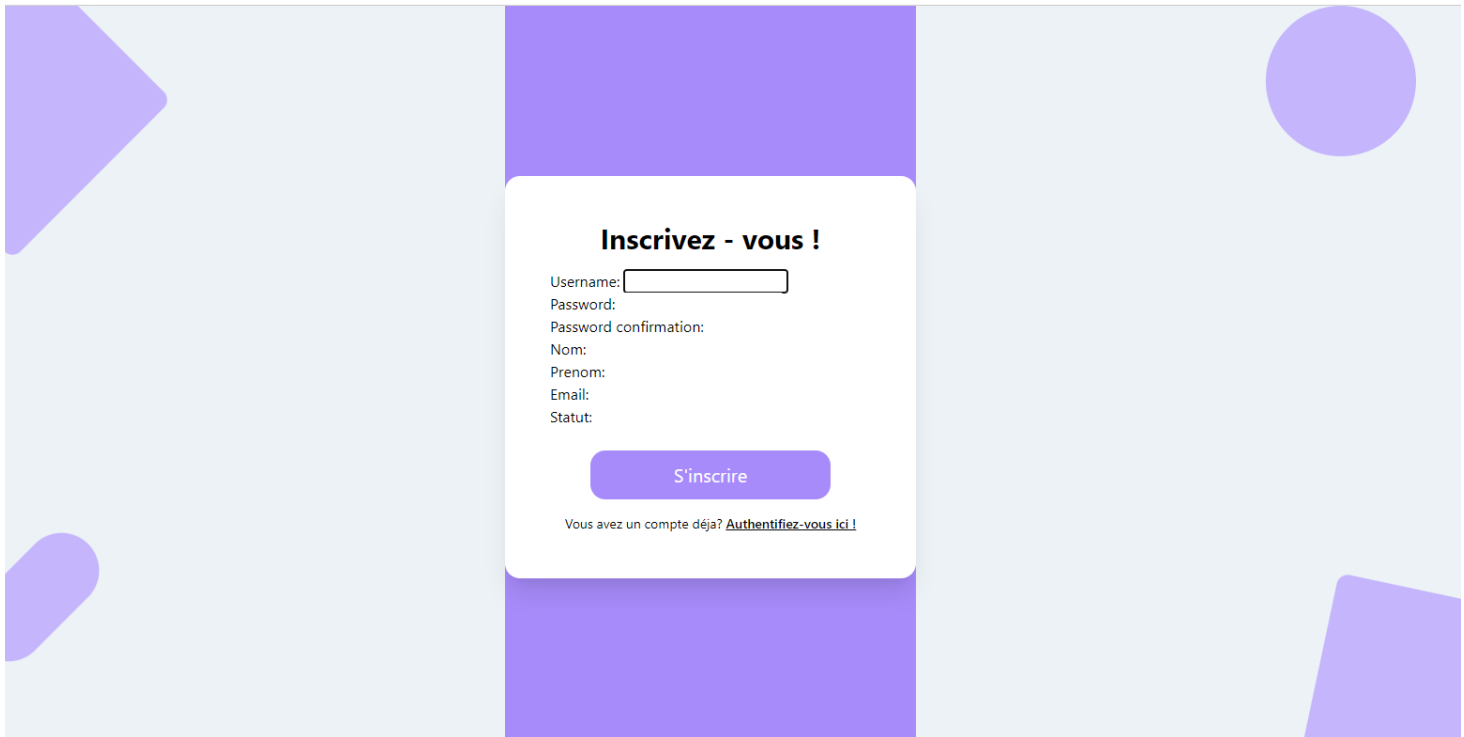 Inscrivez - vous !
Username:
Password:
Password confirmation:
Nom:
Prenom:
Email:
Statut:
S'inscrire
Vous avez un compte déja? Authentifiez-vous ici !